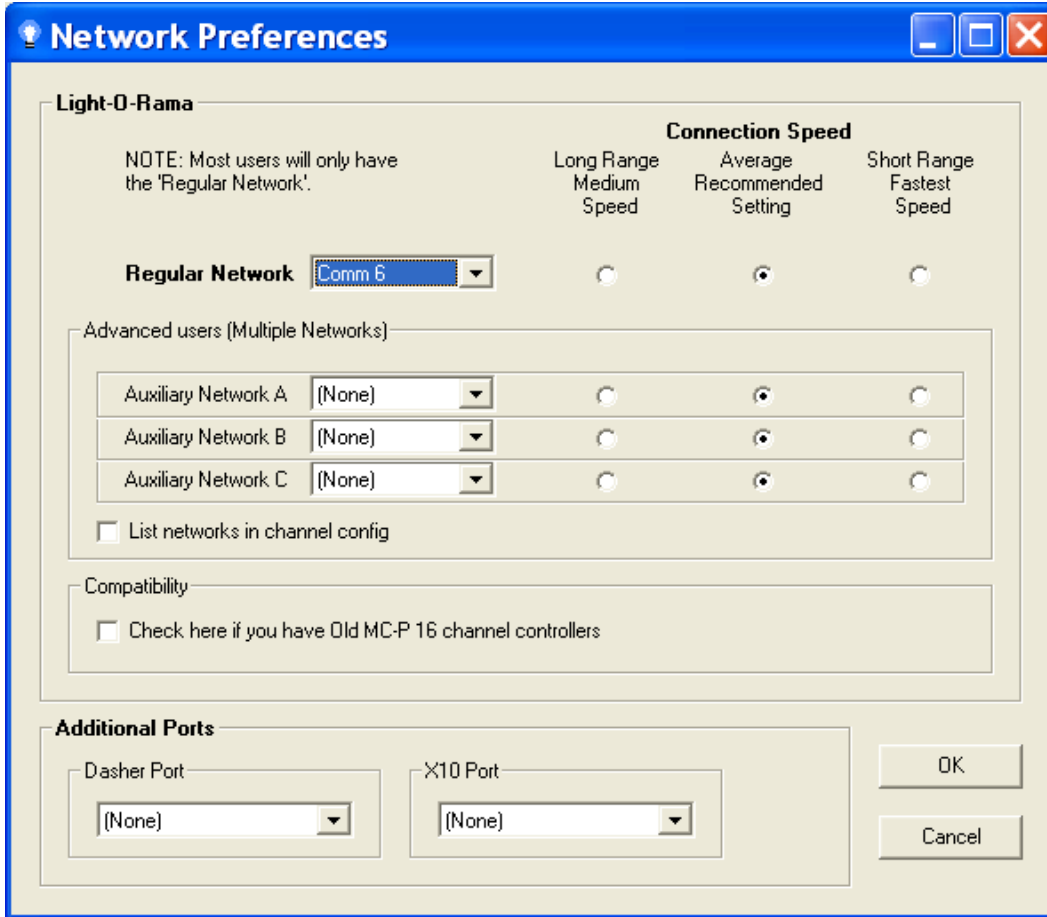 Network Preferences
Light-O-Rama
Connection Speed
NOTE: Most users will only have
the 'Regular Network'.
Long Range
Medium
Speed
Average
Recommended
Setting
Short Range
Fastest
Speed
Regular Network Comm 6
Advanced users (Multiple Networks)
Auxiliary Network A (None)
Auxiliary Network B (None)
Auxiliary Network C (None)
List networks in channel config
Compatibility
Check here if you have Old MC-P 16 channel controllers
Additional Ports
Dasher Port
(None)
X10 Port
(None)
OK
Cancel